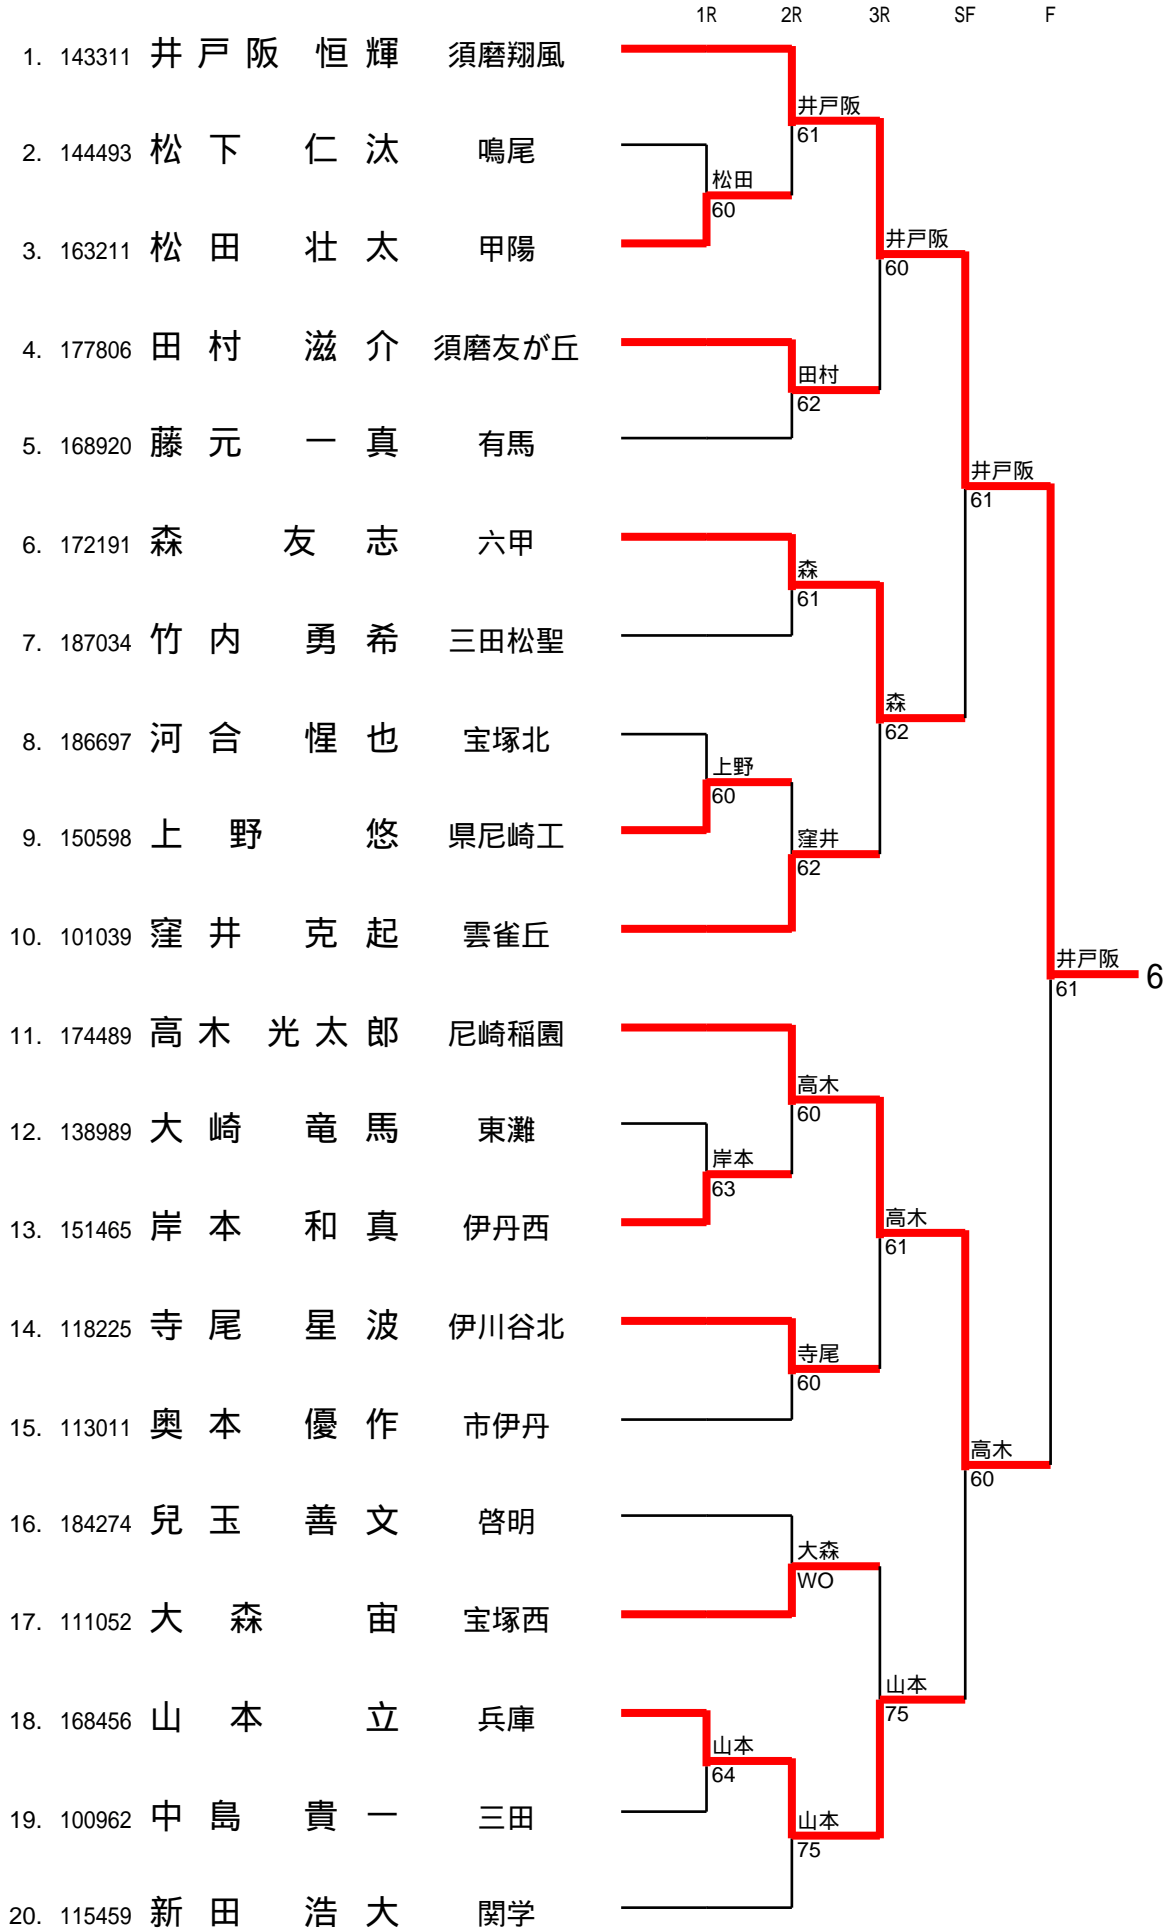 1R 2R 3R SF F
1. 143311 井戸阪 恒輝 須磨翔風
井戸阪
61
2. 144493 松下 仁汰 鳴尾
松田
60
3. 163211 松田 壮太 甲陽
井戸阪
60
4. 177806 田村 滋介 須磨友が丘
田村
62
5. 168920 藤元 一真 有馬
井戸阪
61
6. 172191 森 友志 六甲
森
61
7. 187034 竹内 勇希 三田松聖
森
62
8. 186697 河合 惺也 宝塚北
上野
60
9. 150598 上野 悠 県尼崎工
窪井
62
10. 101039 窪井 克起 雲雀丘
井戸阪
61
6
11. 174489 高木 光太郎 尼崎稲園
高木
60
12. 138989 大崎 竜馬 東灘
岸本
63
13. 151465 岸本 和真 伊丹西
高木
61
14. 118225 寺尾 星波 伊川谷北
寺尾
60
15. 113011 奥本 優作 市伊丹
高木
60
16. 184274 兒玉 善文 啓明
大森
WO
17. 111052 大森 宙 宝塚西
山本
75
18. 168456 山本 立 兵庫
山本
64
19. 100962 中島 貴一 三田
山本
75
20. 115459 新田 浩大 関学